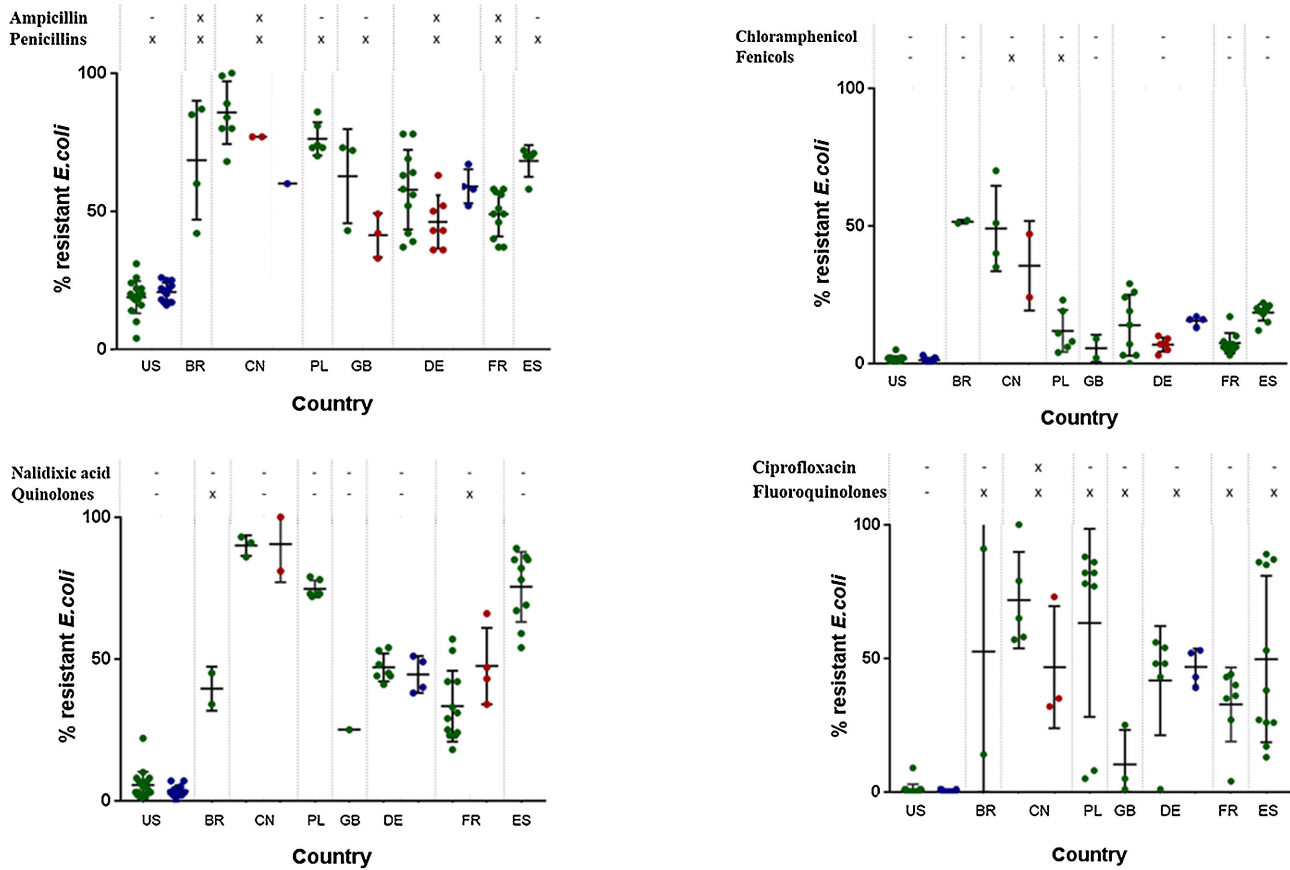 Ampicillin - x x - - x x -
Penicillins x x x x x x x x
100
50
0
% resistant E.coli
US BR CN PL GB DE FR ES
Country
Chloramphenicol - - - - - - - -
Fenicols - - x x - - - -
100
50
0
% resistant E.coli
US BR CN PL GB DE FR ES
Country
Nalidixic acid - - - - - - - -
Quinolones - x - - - - x -
100
50
0
% resistant E.coli
US BR CN PL GB DE FR ES
Country
Ciprofloxacin - - x - - - - -
Fluoroquinolones - x x x x x x x
100
50
0
% resistant E.coli
US BR CN PL GB DE FR ES
Country